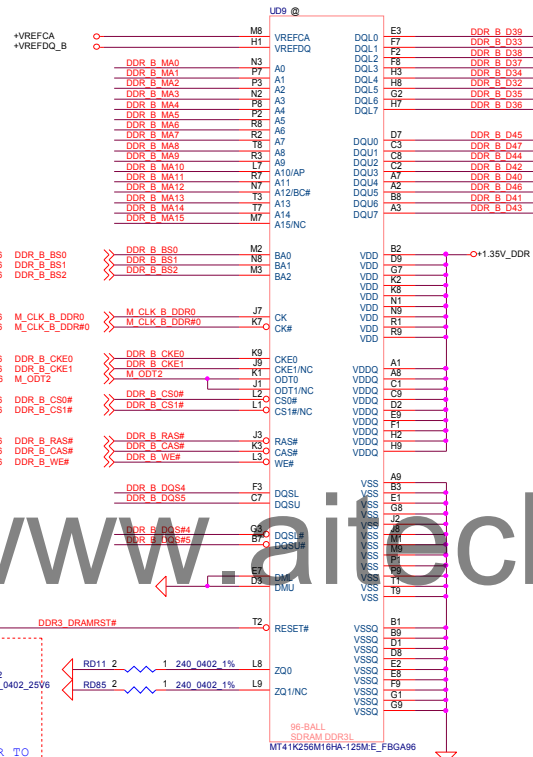 UD9 @
+VREFCA M8 VREFCA DQL0 E3 DDR_B_D39
+VREFDQ_B H1 VREFDQ DQL1 F7 DDR_B_D33
DQL2 F2 DDR_B_D38
DDR_B_MA0 N3 A0 DQL3 F8 DDR_B_D37
DDR_B_MA1 P7 A1 DQL4 H3 DDR_B_D34
DDR_B_MA2 P3 A2 DQL5 H8 DDR_B_D32
DDR_B_MA3 N2 A3 DQL6 G2 DDR_B_D35
DDR_B_MA4 P8 A4 DQL7 H7 DDR_B_D36
DDR_B_MA5 P2 A5
DDR_B_MA6 R8 A6
DDR_B_MA7 R2 A7 DQU0 D7 DDR_B_D45
DDR_B_MA8 T8 A8 DQU1 C3 DDR_B_D47
DDR_B_MA9 R3 A9 DQU2 C8 DDR_B_D44
DDR_B_MA10 L7 A10/AP DQU3 C2 DDR_B_D42
DDR_B_MA11 R7 A11 DQU4 A7 DDR_B_D40
DDR_B_MA12 N7 A12/BC# DQU5 A2 DDR_B_D46
DDR_B_MA13 T3 A13 DQU6 B8 DDR_B_D41
DDR_B_MA14 T7 A14 DQU7 A3 DDR_B_D43
DDR_B_MA15 M7 A15/NC
DDR_B_BS0 DDR_B_BS0 M2 BA0 VDD B2 +1.35V_DDR
DDR_B_BS1 DDR_B_BS1 N8 BA1 VDD D9
DDR_B_BS2 DDR_B_BS2 M3 BA2 VDD G7
VDD K2
VDD K8
VDD N1
M_CLK_B_DDR0 M_CLK_B_DDR0 J7 CK VDD N9
M_CLK_B_DDR#0 M_CLK_B_DDR#0 K7 CK# VDD R1
VDD R9
DDR_B_CKE0 DDR_B_CKE0 K9 CKE0 VDDQ A1
DDR_B_CKE1 DDR_B_CKE1 J9 CKE1/NC VDDQ A8
M_ODT2 M_ODT2 K1 ODT0 VDDQ C1
J1 ODT1/NC VDDQ C9
DDR_B_CS0# DDR_B_CS0# L2 CS0# VDDQ D2
DDR_B_CS1# DDR_B_CS1# L1 CS1#/NC VDDQ E9
VDDQ F1
DDR_B_RAS# DDR_B_RAS# J3 RAS# VDDQ H2
DDR_B_CAS# DDR_B_CAS# K3 CAS# VDDQ H9
DDR_B_WE# DDR_B_WE# L3 WE#
VSS A9
DDR_B_DQS4 F3 DQSL VSS B3
DDR_B_DQS5 C7 DQSU VSS E1
VSS G8
VSS J2
DDR_B_DQS#4 G3 DQSL# VSS J8
DDR_B_DQS#5 B7 DQSU# VSS M1
VSS M9
VSS P1
E7 DML VSS P9
D3 DMU VSS T1
VSS T9
www.aitech
DDR3_DRAMRST# T2 RESET# VSSQ B1
VSSQ B9
VSSQ D1
VSSQ D8
RD11 2 1 240_0402_1% L8 ZQ0 VSSQ E2
VSSQ E8
0402_25V6 RD85 2 1 240_0402_1% L9 ZQ1/NC VSSQ F9
VSSQ G1
VSSQ G9
96-BALL
SDRAM DDR3L
MT41K256M16HA-125M:E_FBGA96
R TO